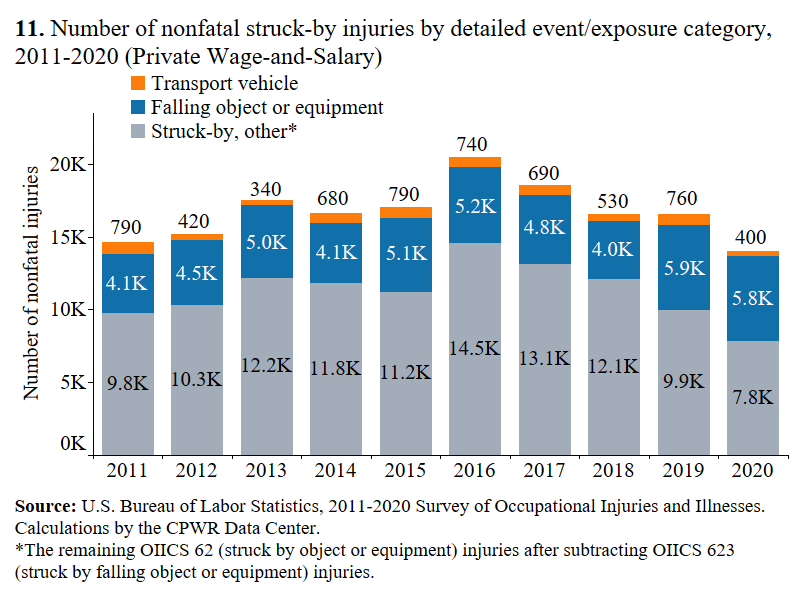 11. Number of nonfatal struck-by injuries by detailed event/exposure category,
2011-2020 (Private Wage-and-Salary)
Transport vehicle
Falling object or equipment
Struck-by, other*
Number of nonfatal injuries
20K
15K
10K
5K
0K
790 420 340 680 790 740 690 530 760 400
4.1K 4.5K 5.0K 4.1K 5.1K 5.2K 4.8K 4.0K 5.9K 5.8K
9.8K 10.3K 12.2K 11.8K 11.2K 14.5K 13.1K 12.1K 9.9K 7.8K
2011 2012 2013 2014 2015 2016 2017 2018 2019 2020
Source: U.S. Bureau of Labor Statistics, 2011-2020 Survey of Occupational Injuries and Illnesses.
Calculations by the CPWR Data Center.
*The remaining OIICS 62 (struck by object or equipment) injuries after subtracting OIICS 623
(struck by falling object or equipment) injuries.